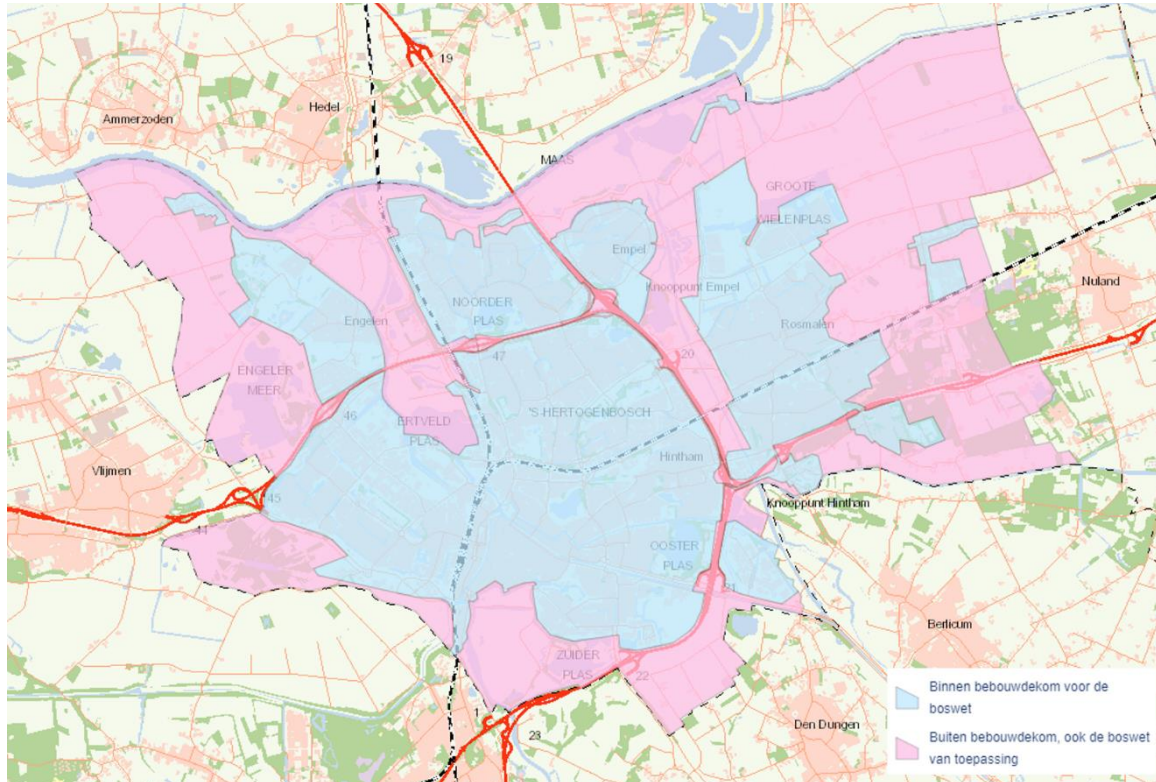 19
Ammerzoden
Hedel
MAAS
GROOTE
WIELENPLAS
Empel
Knooppunt Empel
Nuland
NOORDER
PLAS
Engelen
Rosmalen
47
20
ENGELER
MEER
46
ERTVELD
PLAS
'S HERTOGENBOSCH
Hintham
Vlijmen
45
44
Knooppunt Hintham
OOSTER
PLAS
21
Berlicum
ZUIDER
PLAS
22
1
23
Den Dungen
Binnen bebouwdekom voor de
boswet
Buiten bebouwdekom, ook de boswet
van toepassing